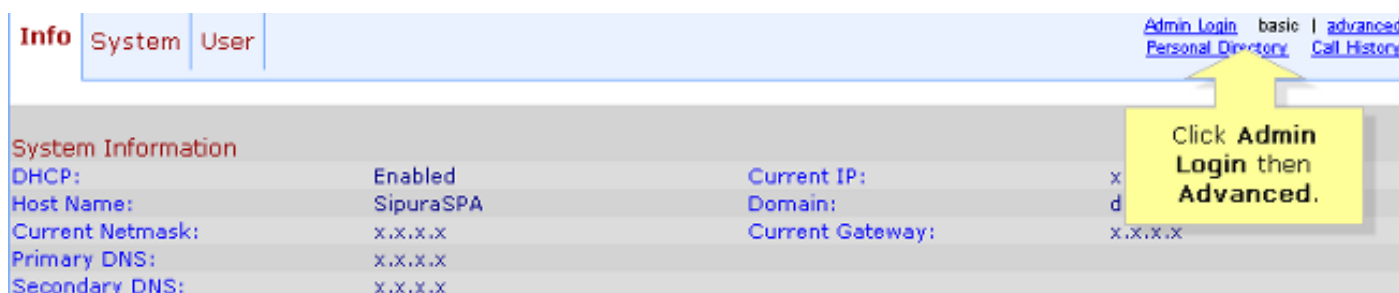 Info System User
Admin Login basic | advanced
Personal Directory Call History
Click Admin
Login then
Advanced.
System Information
DHCP: Enabled Current IP: x
Host Name: SipuraSPA Domain: d
Current Netmask: x.x.x.x Current Gateway: x.x.x.x
Primary DNS: x.x.x.x
Secondary DNS: x.x.x.x